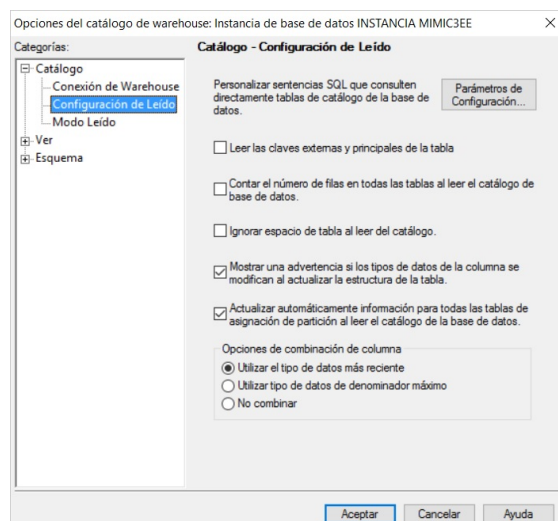 Opciones del catálogo de warehouse: Instancia de base de datos INSTANCIA MIMIC3EE
Categorías:
Catálogo
Conexión de Warehouse
Configuración de Leído
Modo Leído
Ver
Esquema
Catálogo - Configuración de Leído
Personalizar sentencias SQL que consulten
directamente tablas de catálogo de la base de
datos.
Parámetros de
Configuración...
Leer las claves externas y principales de la tabla
Contar el número de filas en todas las tablas al leer el catálogo de
base de datos.
Ignorar espacio de tabla al leer del catálogo.
Mostrar una advertencia si los tipos de datos de la columna se
modifican al actualizar la estructura de la tabla.
Actualizar automáticamente información para todas las tablas de
asignación de partición al leer el catálogo de la base de datos.
Opciones de combinación de columna
Utilizar el tipo de datos más reciente
Utilizar tipo de datos de denominador máximo
No combinar
Aceptar
Cancelar
Ayuda